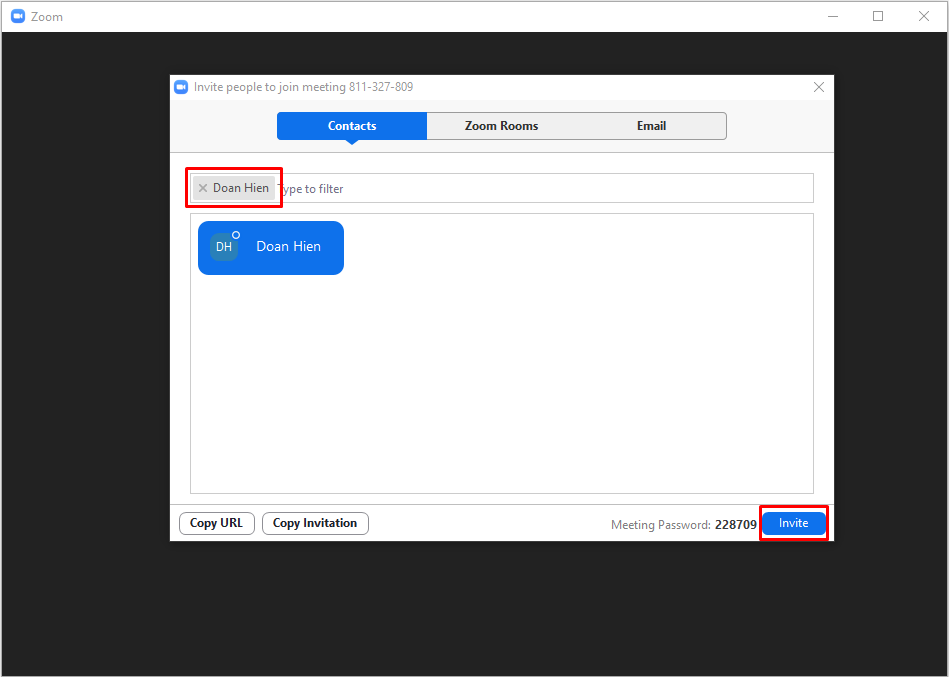 Zoom
Invite people to join meeting 811-327-809
Contacts Zoom Rooms Email
Doan Hien Type to filter
DH Doan Hien
Copy URL Copy Invitation Meeting Password: 228709 Invite